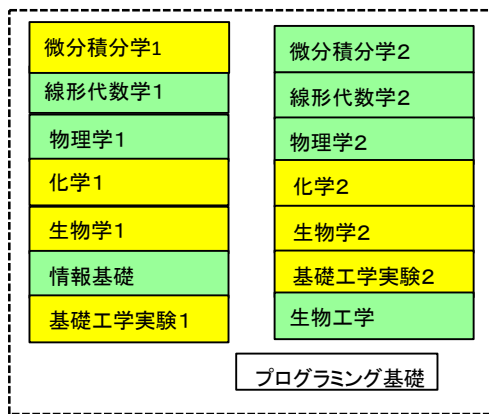 微分積分学1
線形代数学1
物理学1
化学1
生物学1
情報基礎
基礎工学実験1
微分積分学2
線形代数学2
物理学2
化学2
生物学2
基礎工学実験2
生物工学
プログラミング基礎